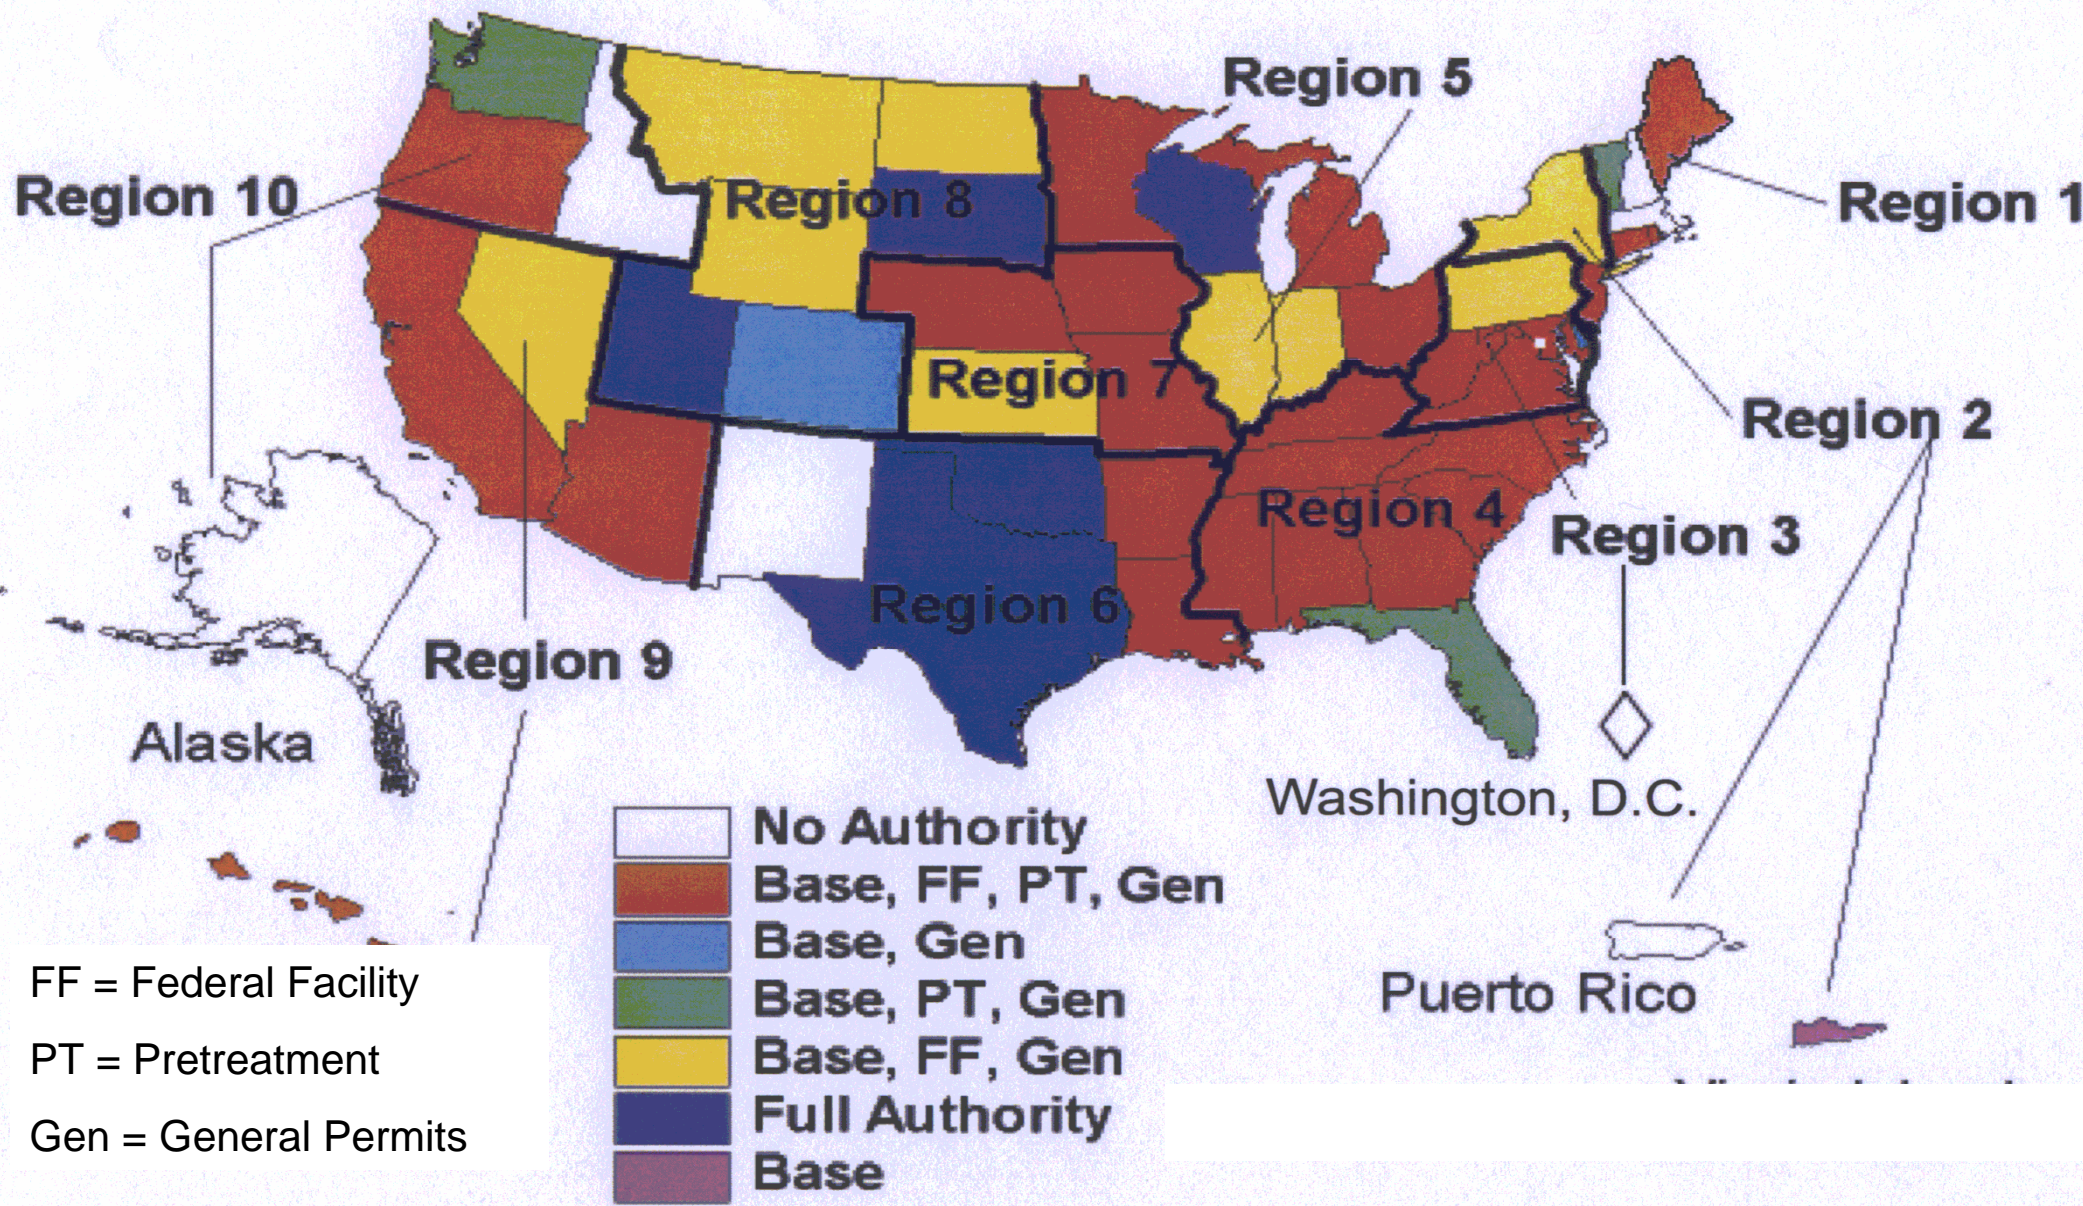 Region 5
Region 10
Region 8
Region 1
Region 7
Region 2
Region 4
Region 3
Region 6
Region 9
Alaska
Washington, D.C.
No Authority
Base, FF, PT, Gen
Base, Gen
Base, PT, Gen
Base, FF, Gen
Full Authority
Base
Puerto Rico
FF = Federal Facility
PT = Pretreatment
Gen = General Permits